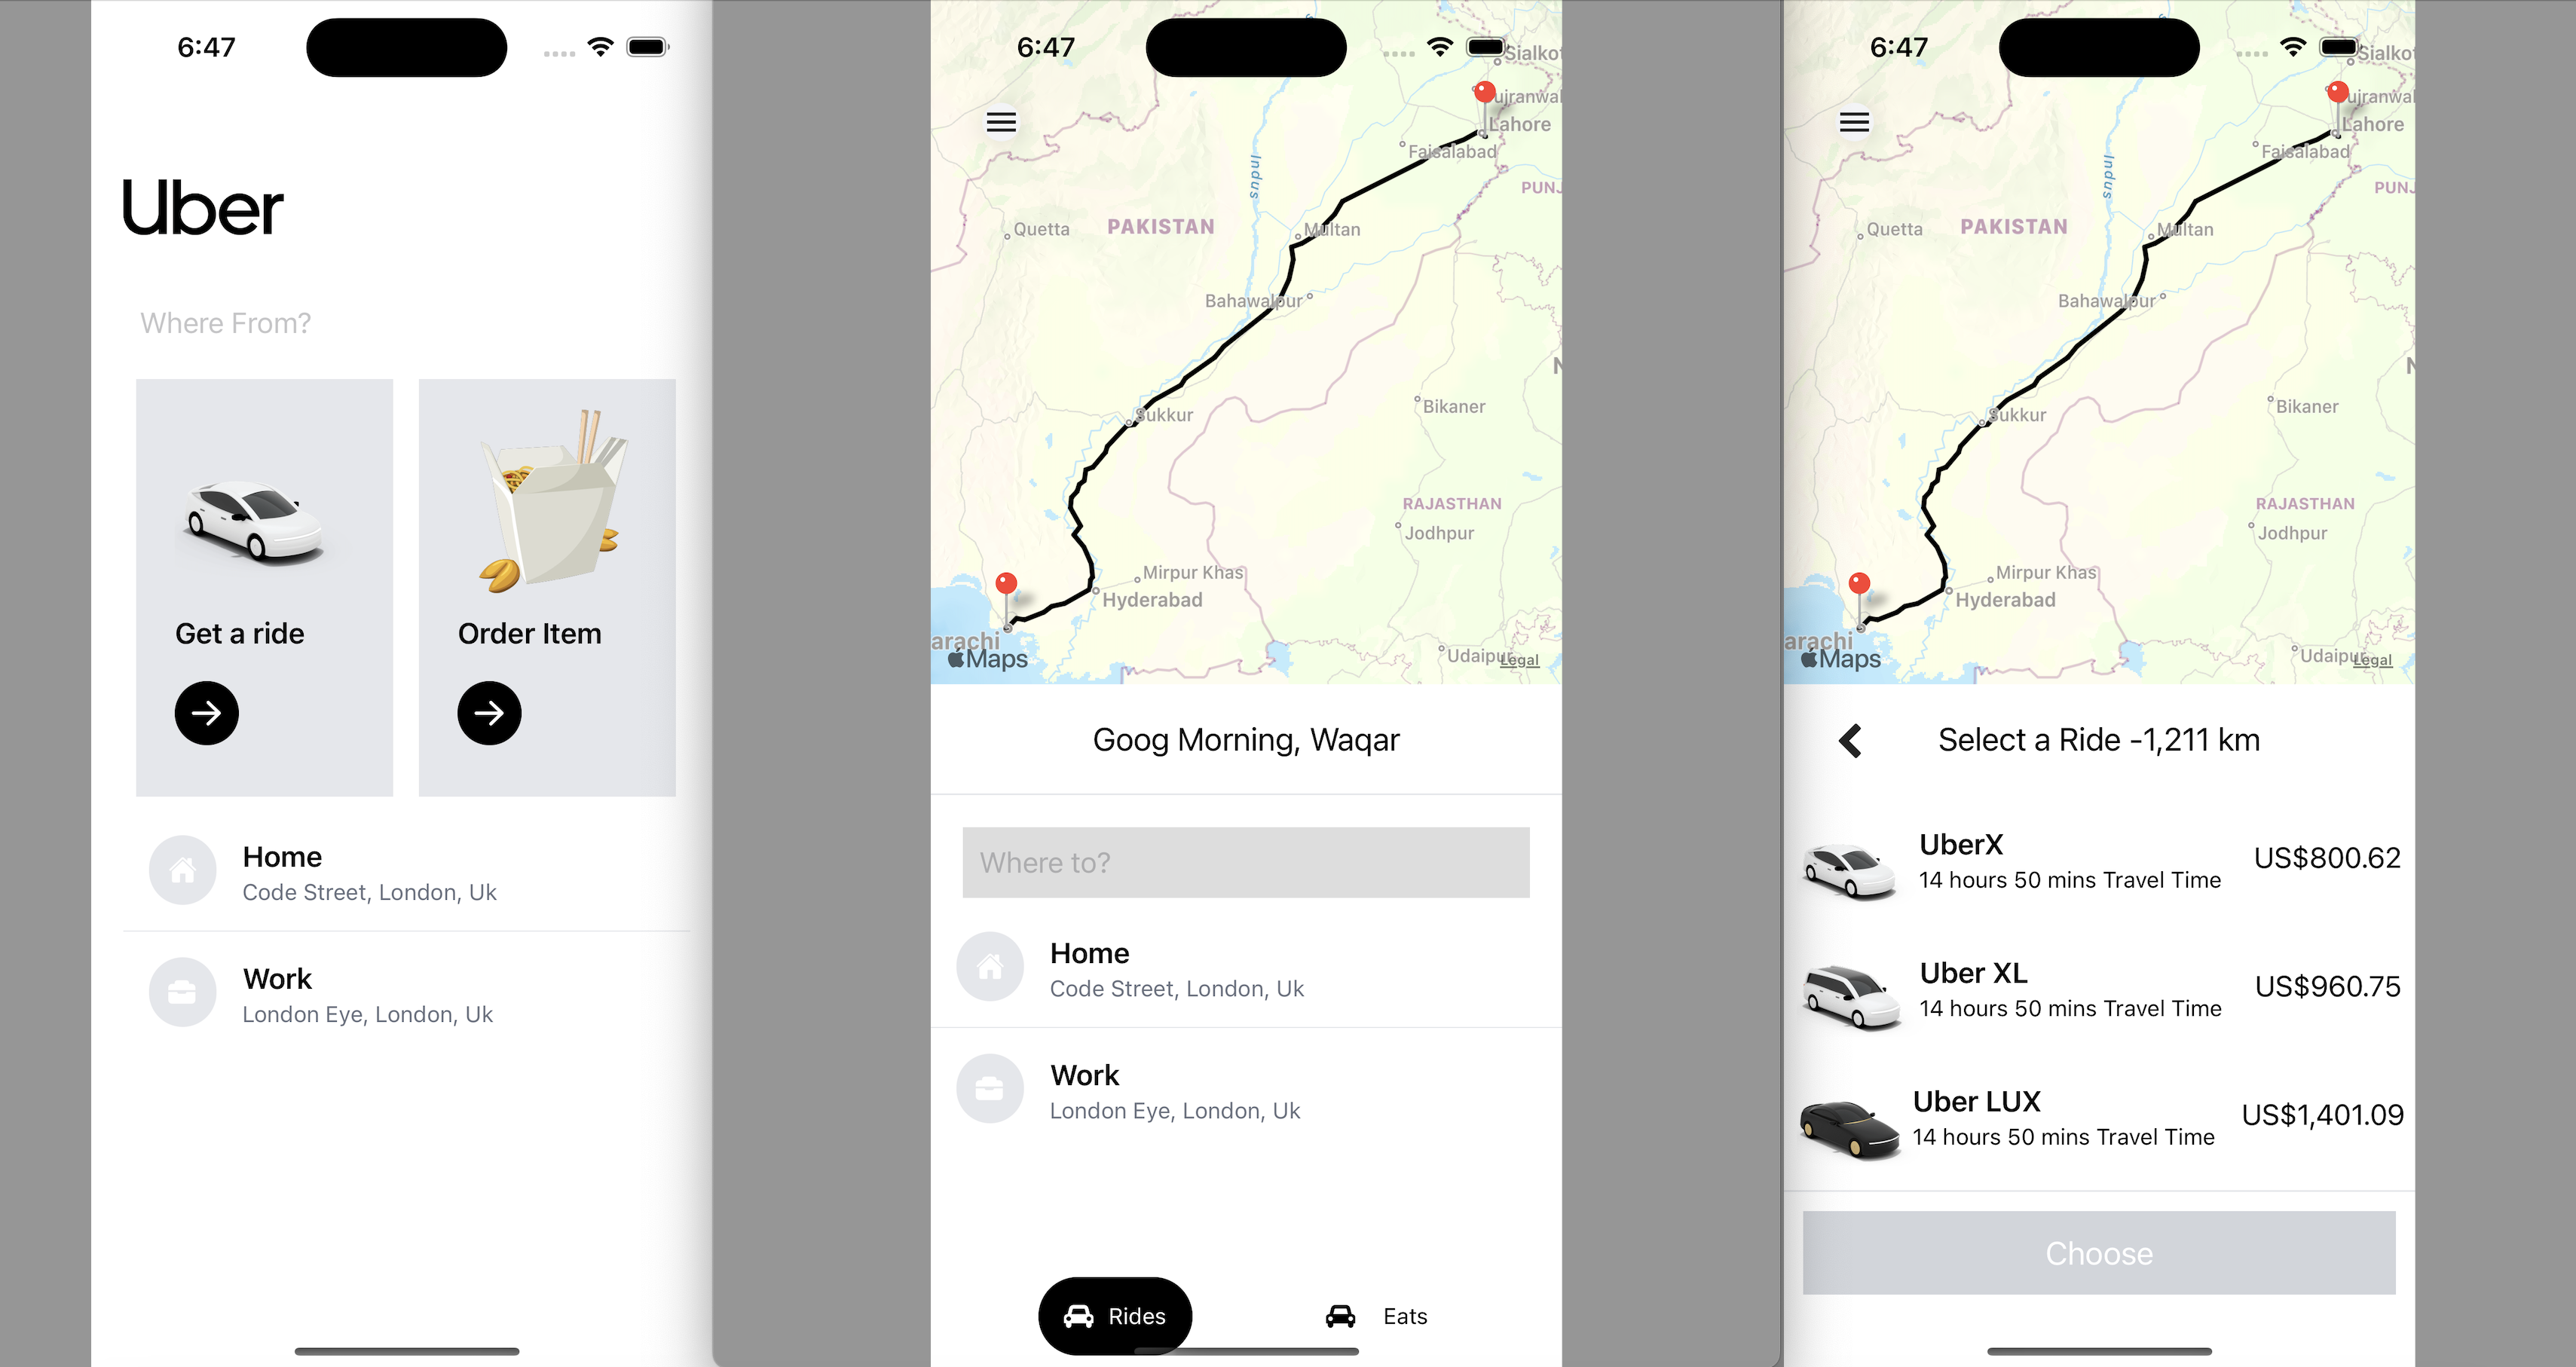 6:47
Uber
Where From?
Get a ride
Order Item
Home
Code Street, London, Uk
Work
London Eye, London, Uk
6:47
Sialkot
ujranwal
Lahore
Faisalabad
PUNJ
Indus
Quetta
PAKISTAN
Multan
Bahawalpur
N
Sukkur
Bikaner
RAJASTHAN
Jodhpur
Mirpur Khas
Hyderabad
arachi
Maps
Udaipur
Legal
Goog Morning, Waqar
Where to?
Home
Code Street, London, Uk
Work
London Eye, London, Uk
Rides
Eats
6:47
Sialkot
ujranwal
Lahore
Faisalabad
PUNJ
Indus
Quetta
PAKISTAN
Multan
Bahawalpur
N
Sukkur
Bikaner
RAJASTHAN
Jodhpur
Mirpur Khas
Hyderabad
arachi
Maps
Udaipur
Legal
Select a Ride -1,211 km
UberX
14 hours 50 mins Travel Time
US$800.62
Uber XL
14 hours 50 mins Travel Time
US$960.75
Uber LUX
14 hours 50 mins Travel Time
US$1,401.09
Choose